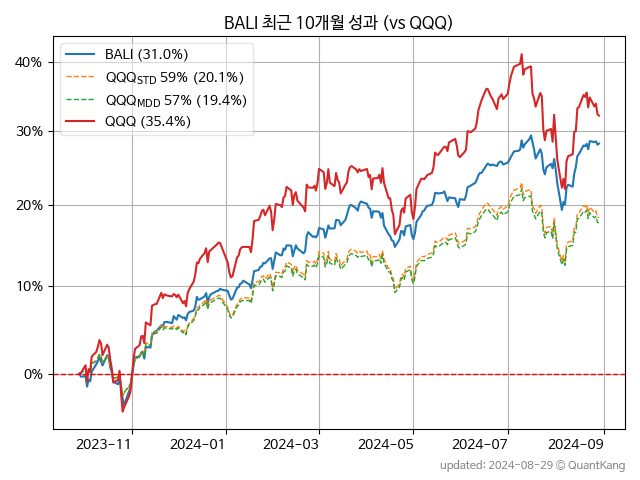 BALI 최근 10개월 성과 (vs QQQ)
BALI (31.0%)
QQQSTD 59% (20.1%)
QQQMDD 57% (19.4%)
QQQ (35.4%)
40%
30%
20%
10%
0%
2023-11 2024-01 2024-03 2024-05 2024-07 2024-09
updated: 2024-08-29 © QuantKang